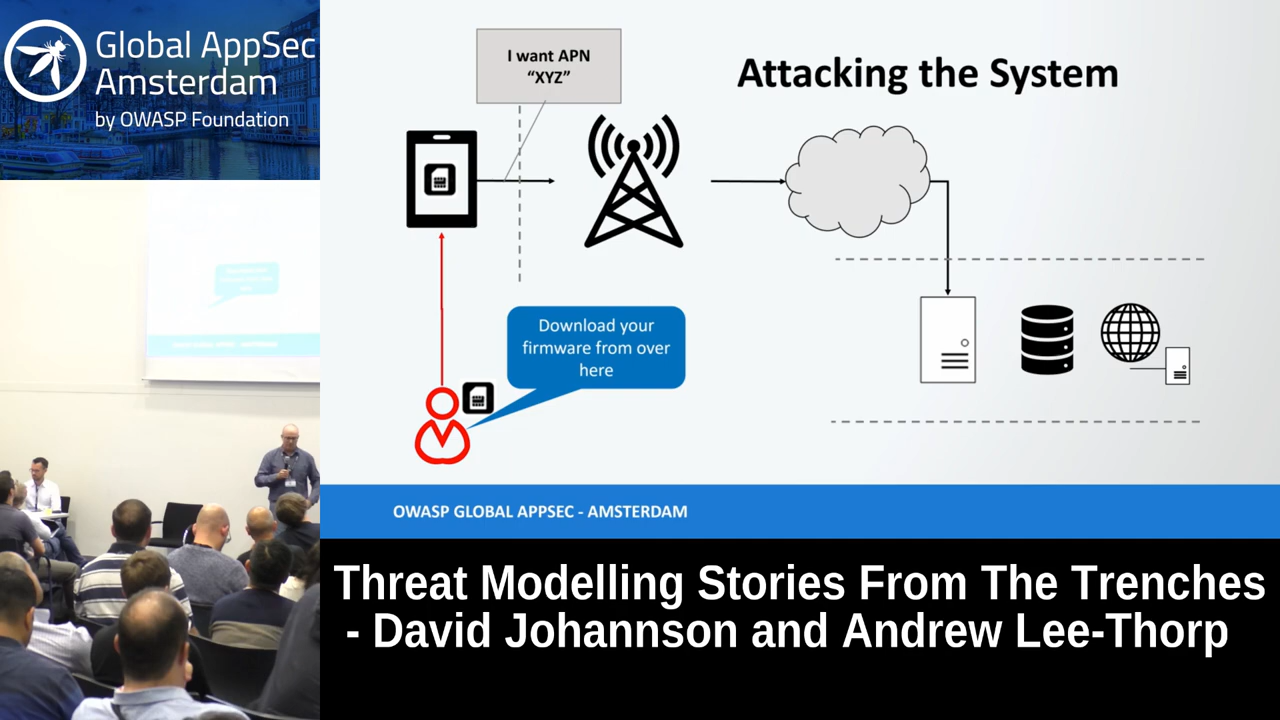 Global AppSec
Amsterdam
by OWASP Foundation
I want APN
“XYZ”
Attacking the System
Download your
firmware from over
here
OWASP GLOBAL APPSEC - AMSTERDAM
Threat Modelling Stories From The Trenches
- David Johannson and Andrew Lee-Thorp